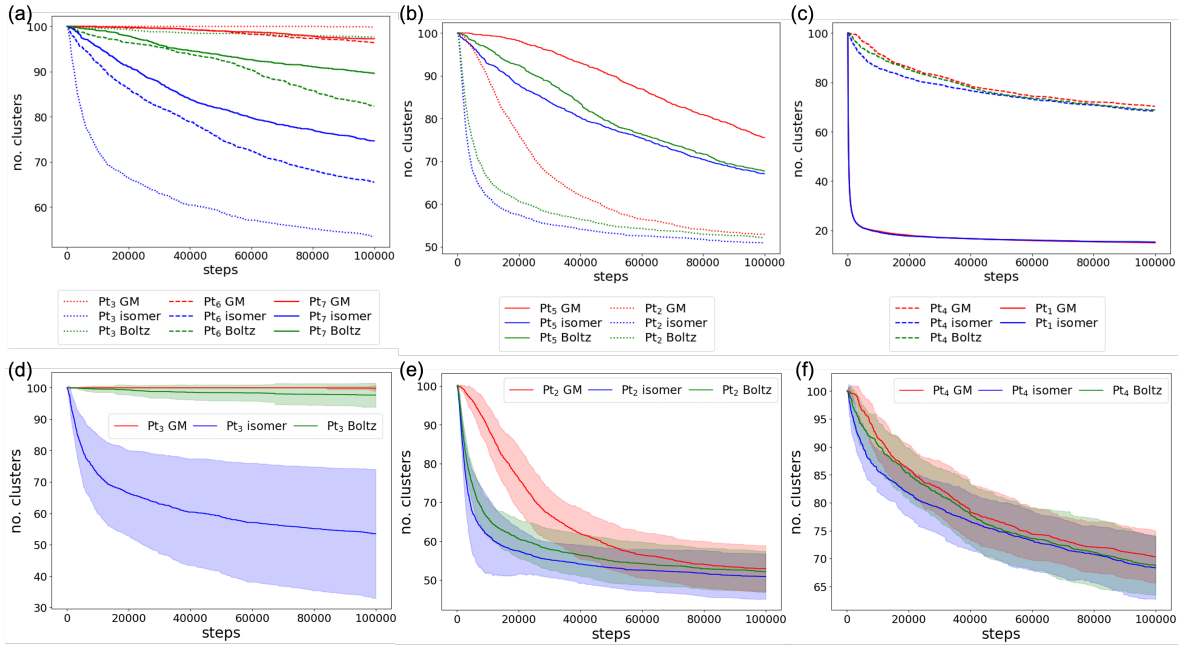 (a)
100
90
80
70
60
no. clusters
0 20000 40000 60000 80000 100000
steps
Pt₃ GM Pt₆ GM Pt₇ GM
Pt₃ isomer Pt₆ isomer Pt₇ isomer
Pt₃ Boltz Pt₆ Boltz Pt₇ Boltz
(b)
100
90
80
70
60
50
no. clusters
0 20000 40000 60000 80000 100000
steps
Pt₅ GM Pt₂ GM
Pt₅ isomer Pt₂ isomer
Pt₅ Boltz Pt₂ Boltz
(c)
100
80
60
40
20
no. clusters
0 20000 40000 60000 80000 100000
steps
Pt₄ GM Pt₁ GM
Pt₄ isomer Pt₁ isomer
Pt₄ Boltz
(d)
100
90
80
70
60
50
40
30
no. clusters
Pt₃ GM Pt₃ isomer Pt₃ Boltz
0 20000 40000 60000 80000 100000
steps
(e)
100
90
80
70
60
50
no. clusters
Pt₂ GM Pt₂ isomer Pt₂ Boltz
0 20000 40000 60000 80000 100000
steps
(f)
100
95
90
85
80
75
70
65
no. clusters
Pt₄ GM Pt₄ isomer Pt₄ Boltz
0 20000 40000 60000 80000 100000
steps